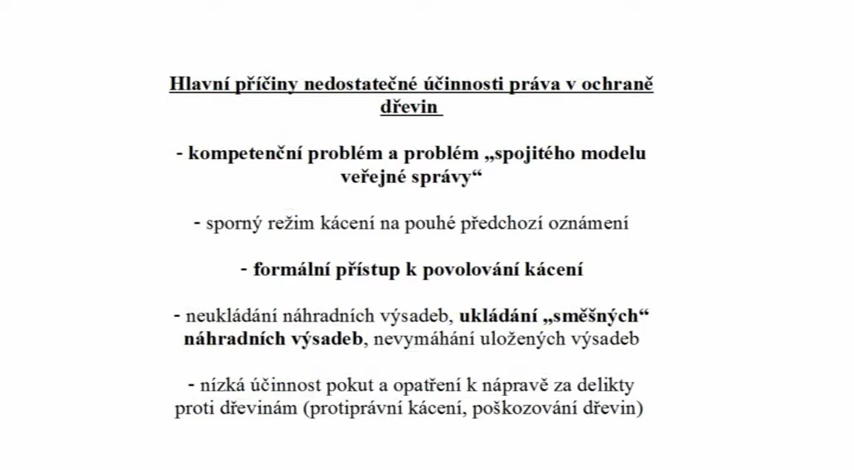 Hlavní příčiny nedostatečné účinnosti práva v ochraně
dřevin
- kompetenční problém a problém „spojitého modelu
veřejné správy“
- sporný režim kácení na pouhé předchozí oznámení
- formální přístup k povolování kácení
- neukládání náhradních výsadeb, ukládání „směšných“
náhradních výsadeb, nevymáhání uložených výsadeb
- nízká účinnost pokut a opatření k nápravě za delikty
proti dřevinám (protiprávní kácení, poškozování dřevin)